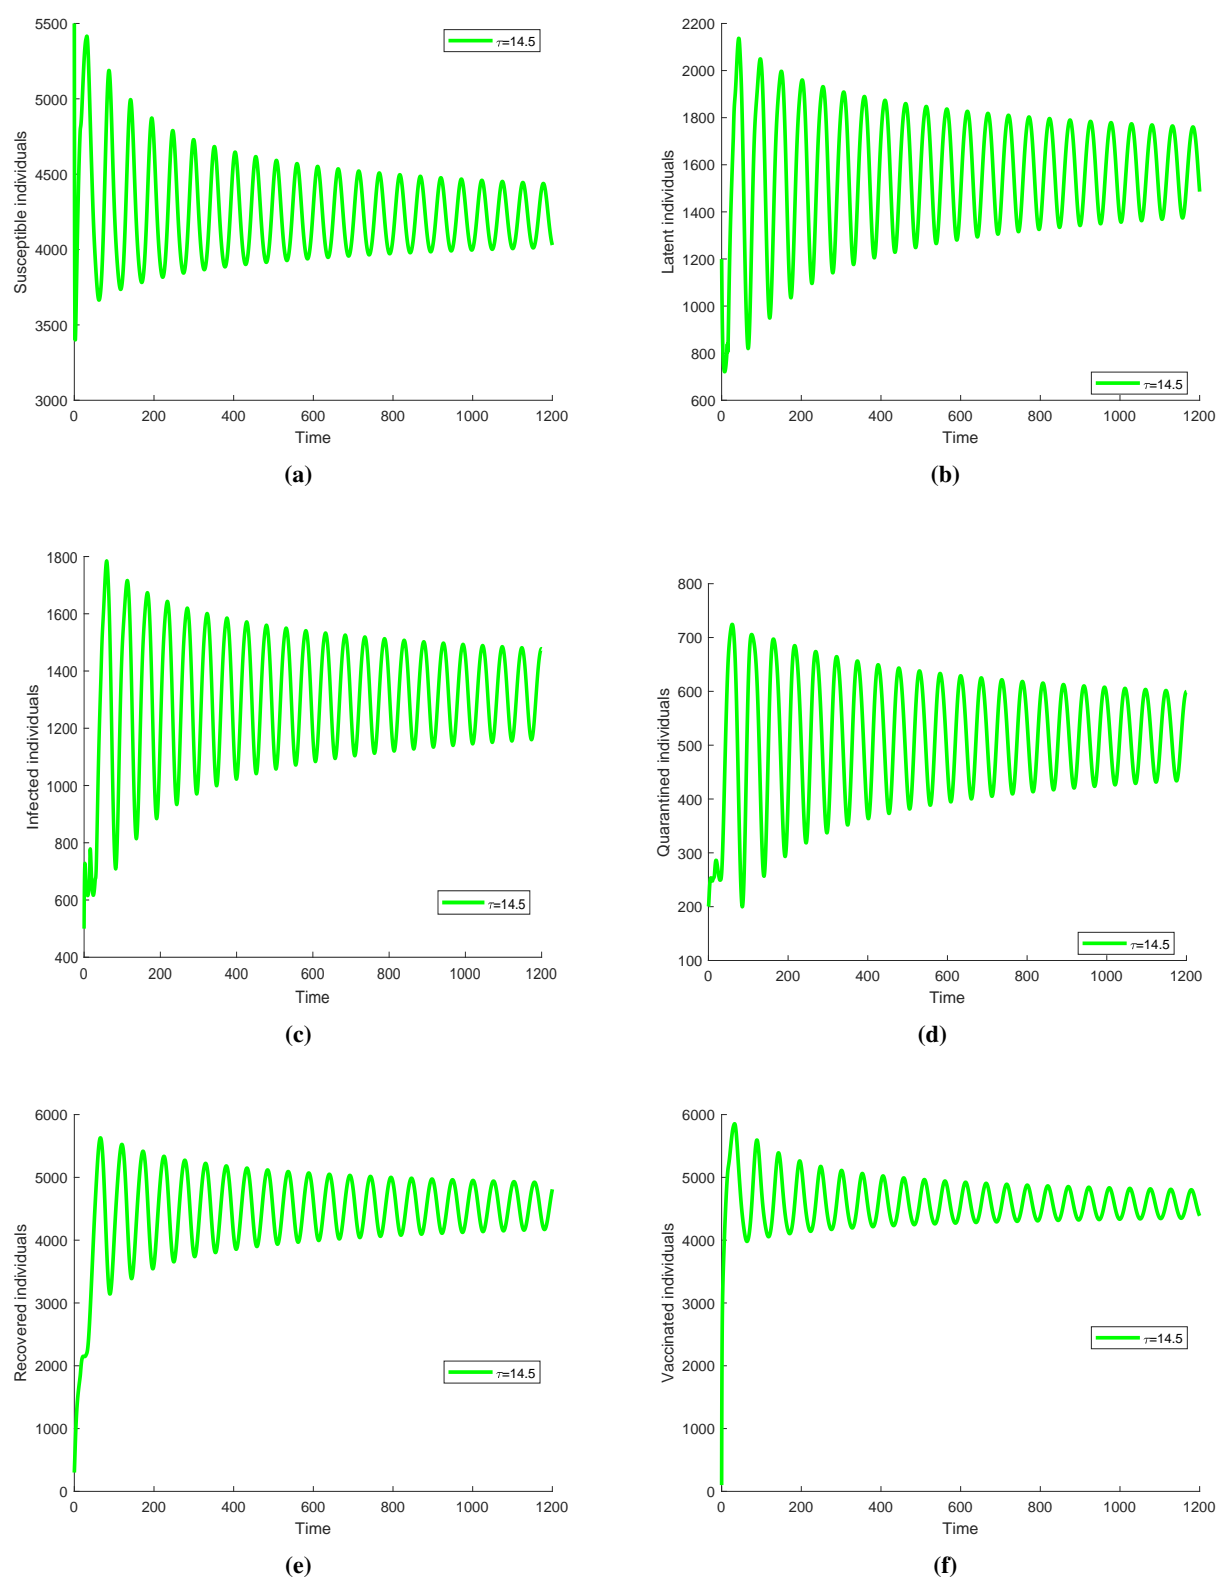 5500
5000
4500
4000
3500
3000
0 200 400 600 800 1000 1200
Susceptible individuals
Time
τ=14.5
(a)
2200
2000
1800
1600
1400
1200
1000
800
600
0 200 400 600 800 1000 1200
Latent individuals
Time
τ=14.5
(b)
1800
1600
1400
1200
1000
800
600
400
0 200 400 600 800 1000 1200
Infected individuals
Time
τ=14.5
(c)
800
700
600
500
400
300
200
100
0 200 400 600 800 1000 1200
Quarantined individuals
Time
τ=14.5
(d)
6000
5000
4000
3000
2000
1000
0
0 200 400 600 800 1000 1200
Recovered individuals
Time
τ=14.5
(e)
6000
5000
4000
3000
2000
1000
0
0 200 400 600 800 1000 1200
Vaccinated individuals
Time
τ=14.5
(f)